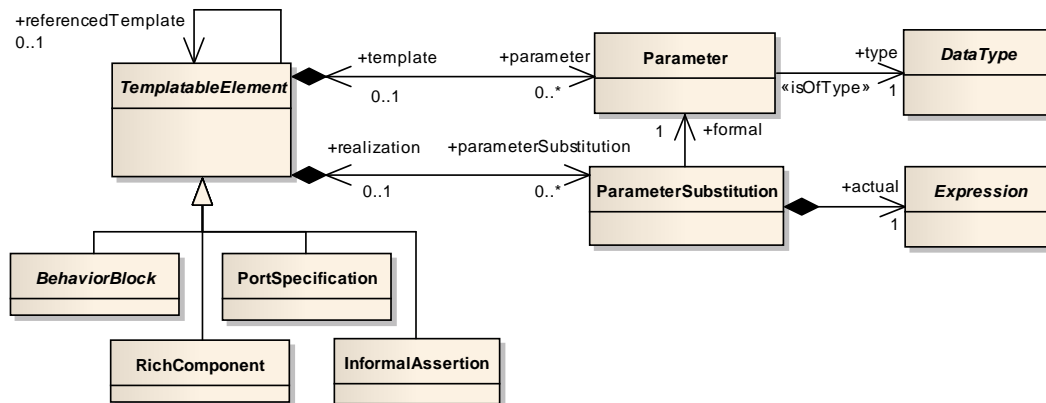 +referencedTemplate
0..1
TemplatableElement
+template
0..1
+parameter
0..*
Parameter
+type
«isOfType»
1
DataType
1
+formal
+realization
0..1
+parameterSubstitution
0..*
ParameterSubstitution
+actual
1
Expression
BehaviorBlock
PortSpecification
RichComponent
InformalAssertion